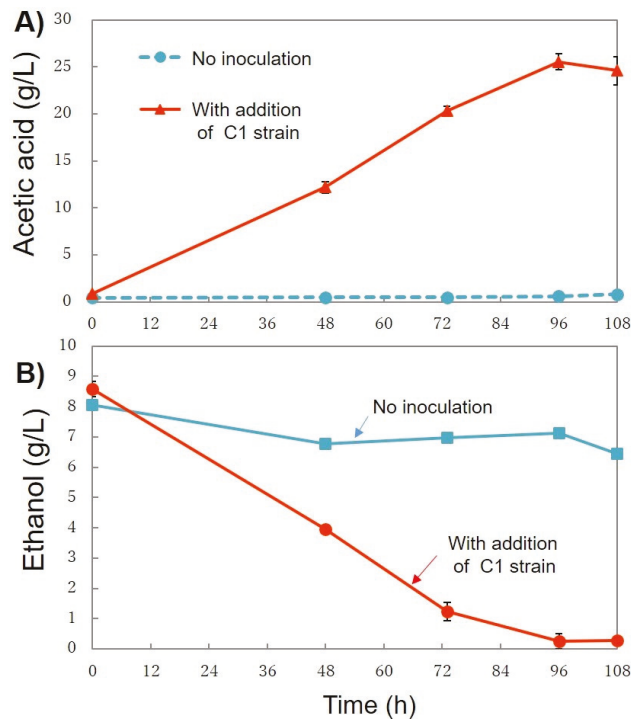 A)
Acetic acid (g/L)
30
25
20
15
10
5
0
No inoculation
With addition
of C1 strain
0 12 24 36 48 60 72 84 96 108
B)
Ethanol (g/L)
10
9
8
7
6
5
4
3
2
1
0
No inoculation
With addition
of C1 strain
0 12 24 36 48 60 72 84 96 108
Time (h)